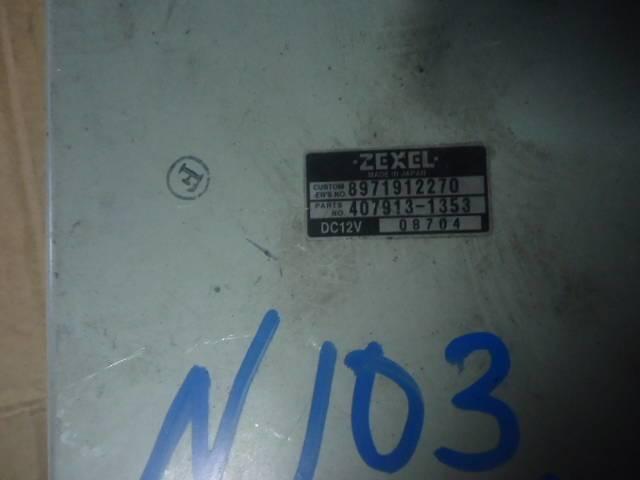 ·ZEXEL·
MADE IN JAPAN
CUSTOM
ER'S NO. 8971912270
PARTS
NO. 407913-1353
DC12V 08704
N103